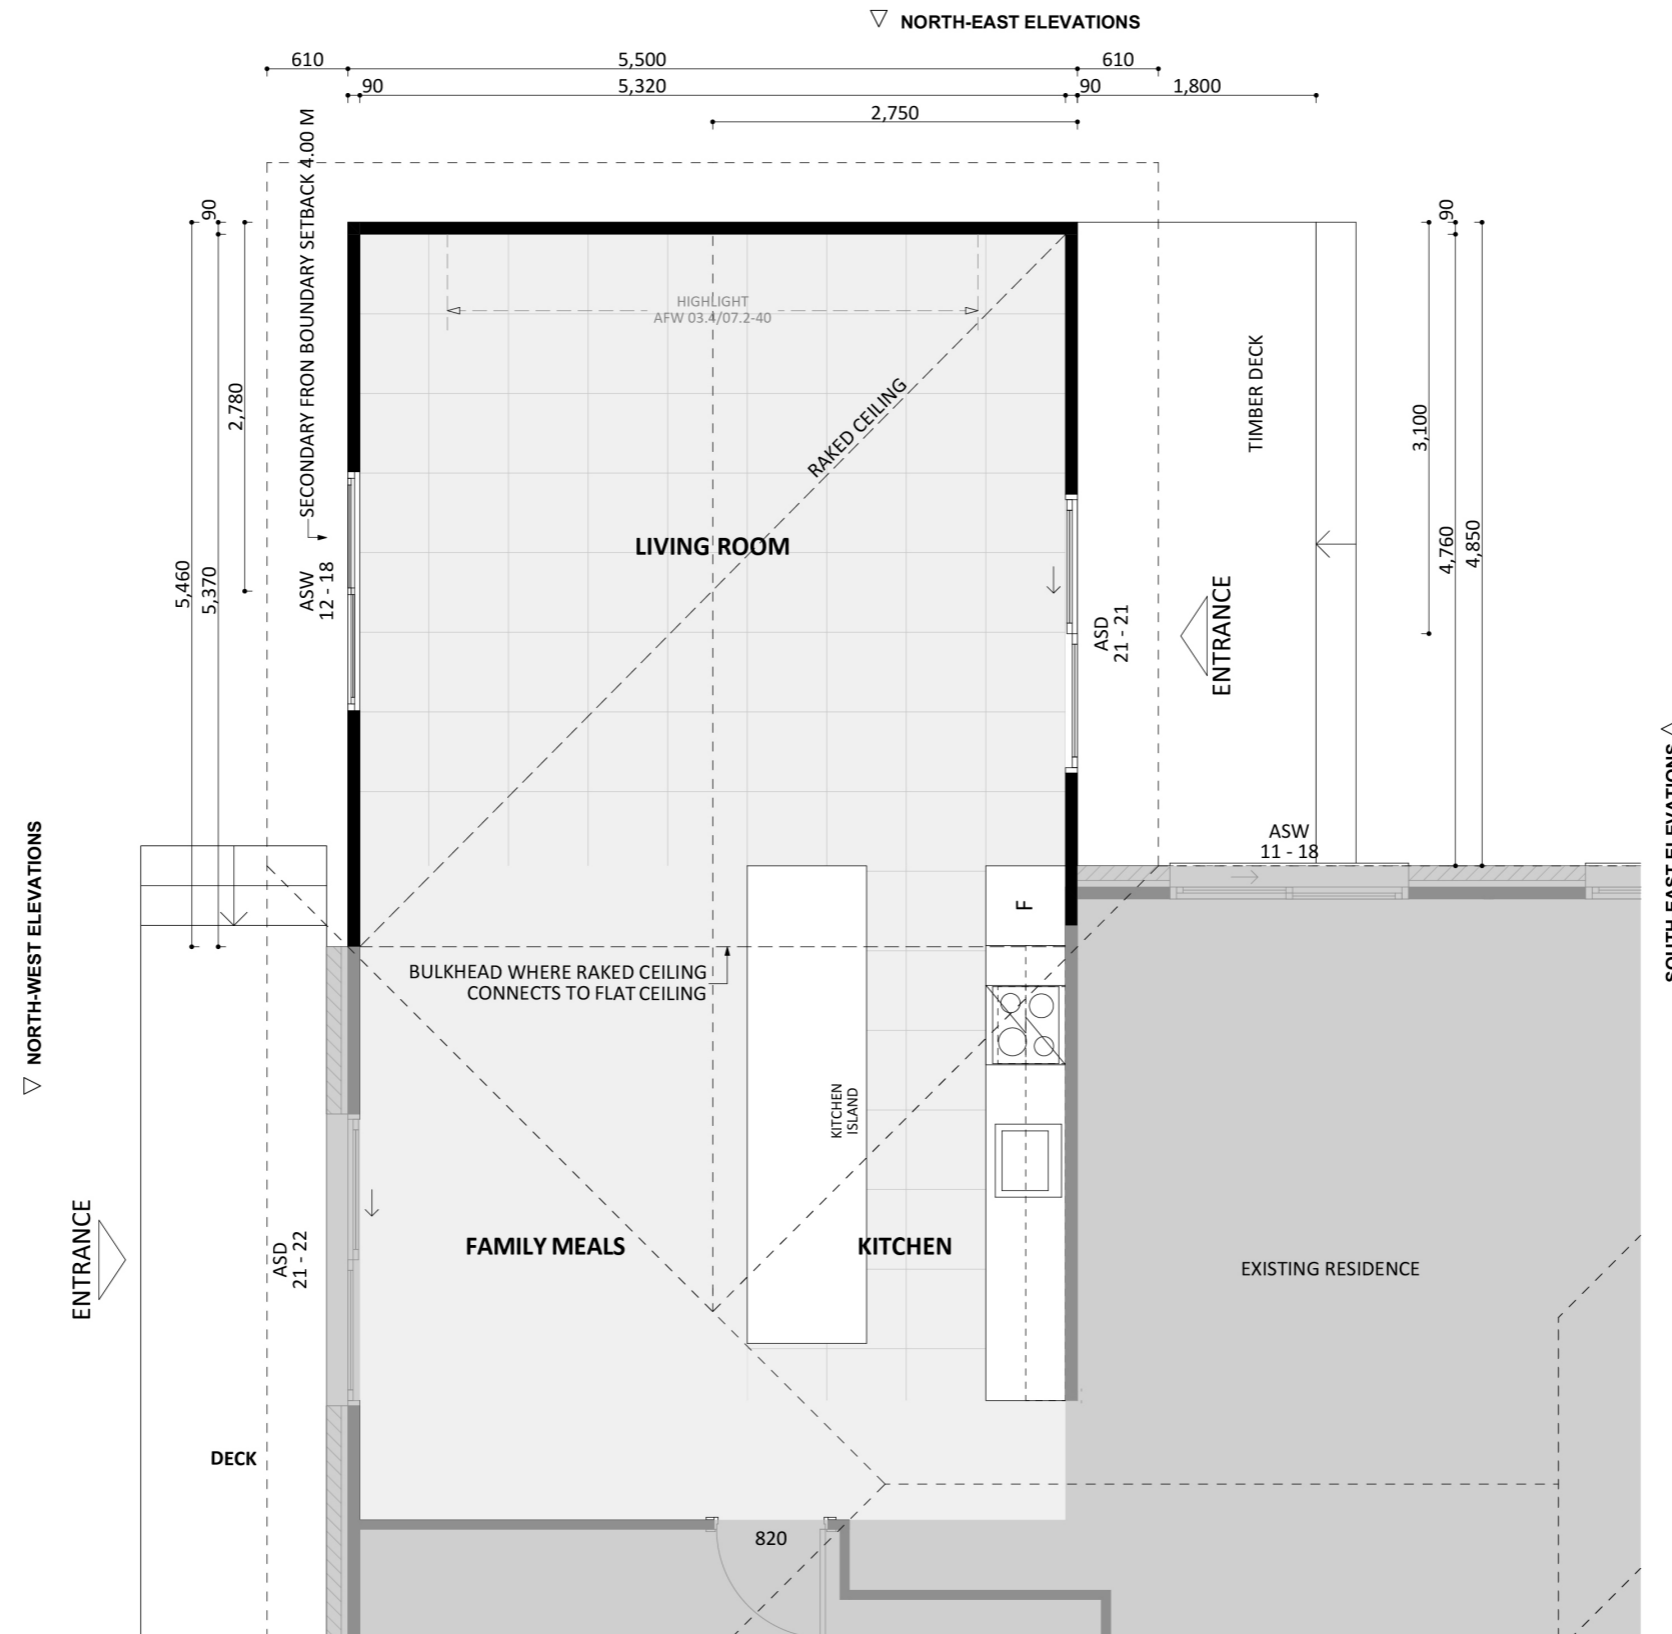 NORTH-EAST ELEVATIONS
610
5,500
610
90
5,320
90
1,800
2,750
SECONDARY FRON BOUNDARY SETBACK 4.00 M
90
90
2,780
5,460
5,370
3,100
4,760
4,850
HIGHLIGHT
AFW 03.4/07.2-40
RAKED CEILING
TIMBER DECK
LIVING ROOM
ASW
12 - 18
ASD
21 - 21
ENTRANCE
ASW
11 - 18
SOUTH-EAST ELEVATIONS
NORTH-WEST ELEVATIONS
F
BULKHEAD WHERE RAKED CEILING
CONNECTS TO FLAT CEILING
KITCHEN
ISLAND
ENTRANCE
ASD
21 - 22
FAMILY MEALS
KITCHEN
EXISTING RESIDENCE
DECK
820